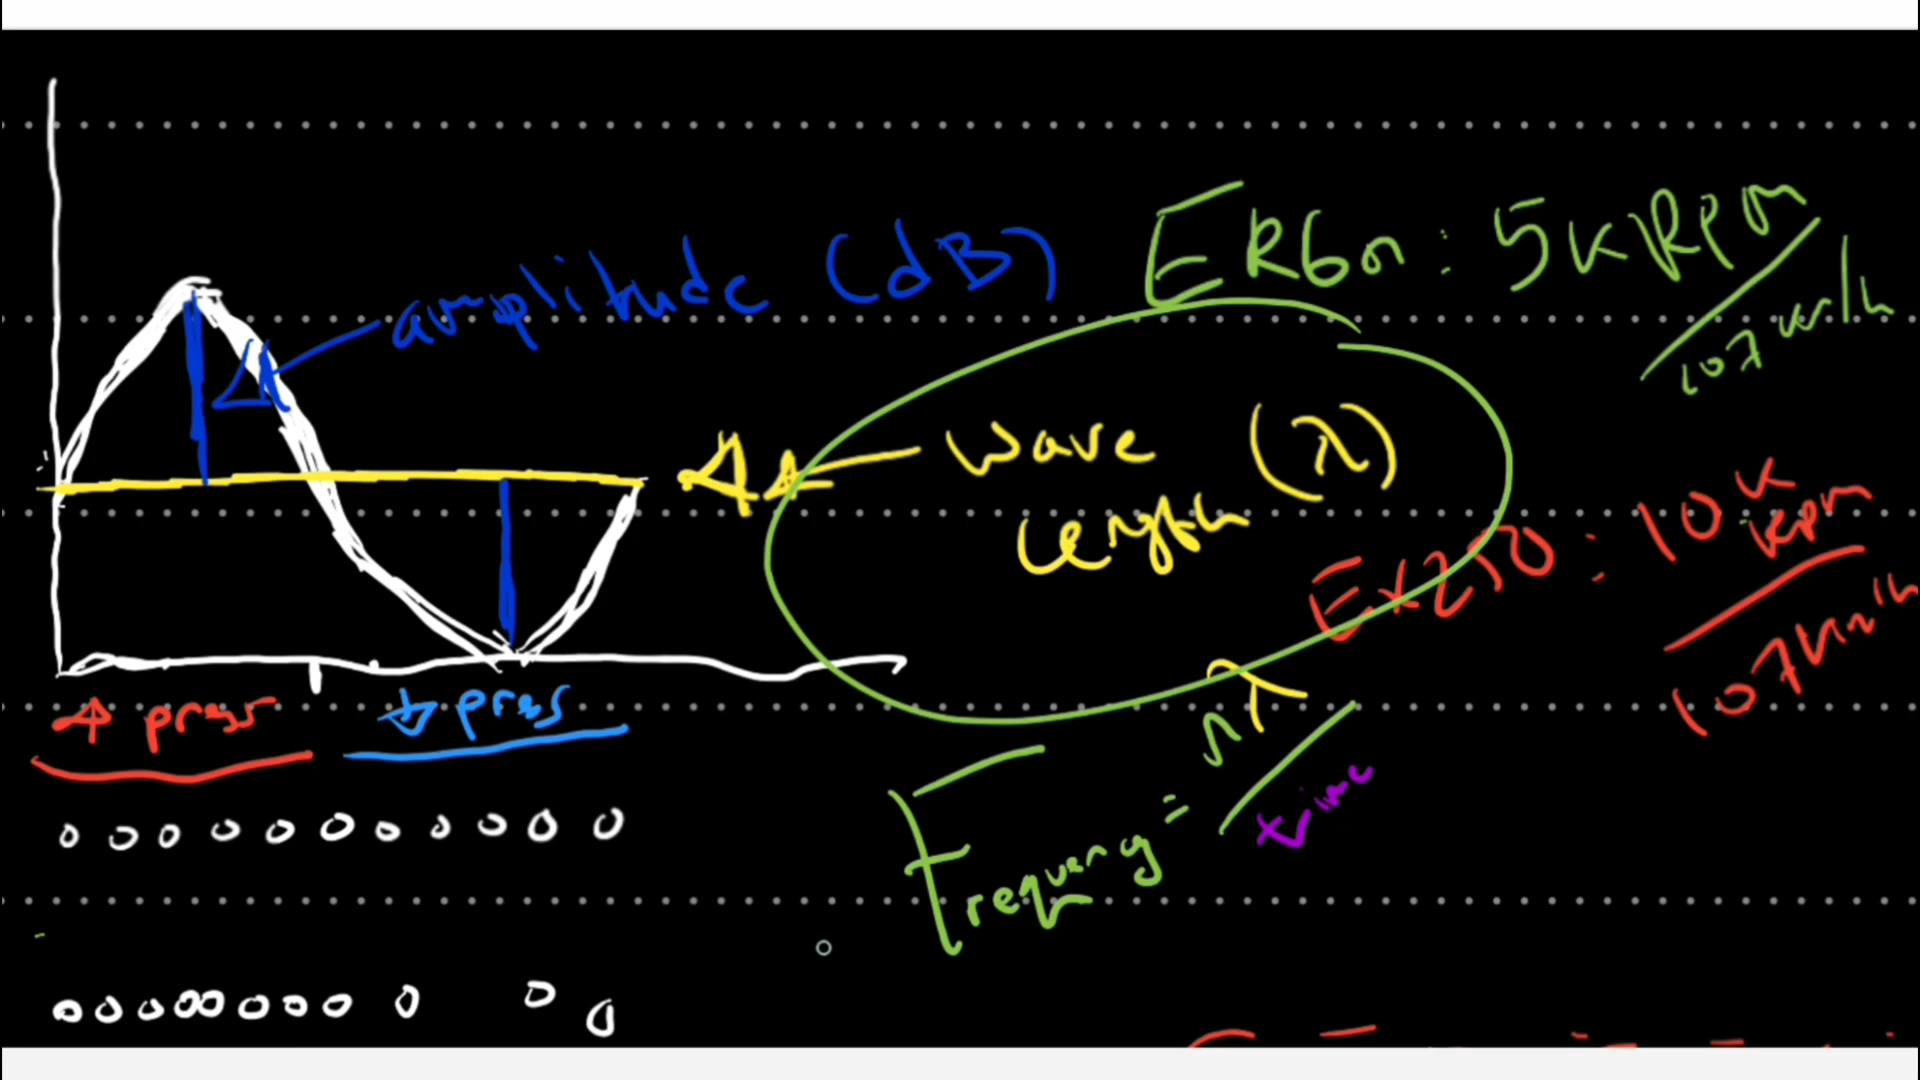 amplitude (dB)
ER6n : 5K Rpm
107 km/h
wave (λ)
length
Ex250 : 10K
Rpm
107 km/h
↑ press
↓ press
Frequency = nλ
time